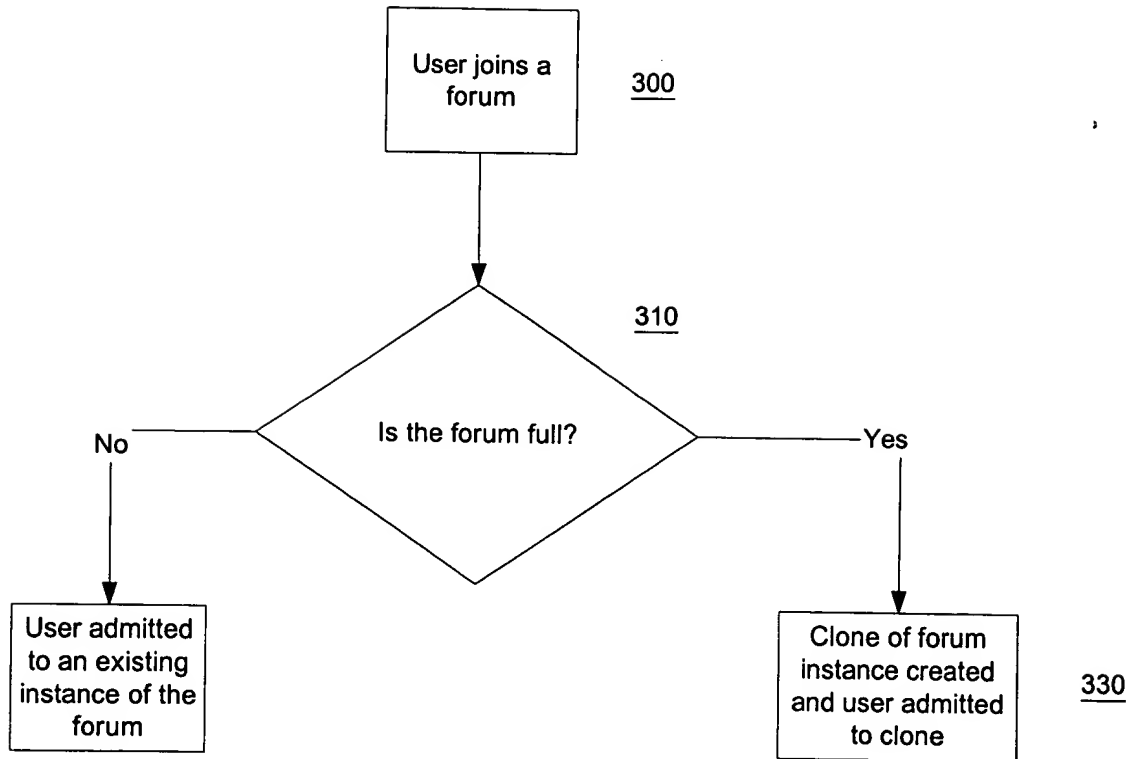 User joins a
forum
300
310
Is the forum full?
No
Yes
User admitted
to an existing
instance of the
forum
Clone of forum
instance created
and user admitted
to clone
330